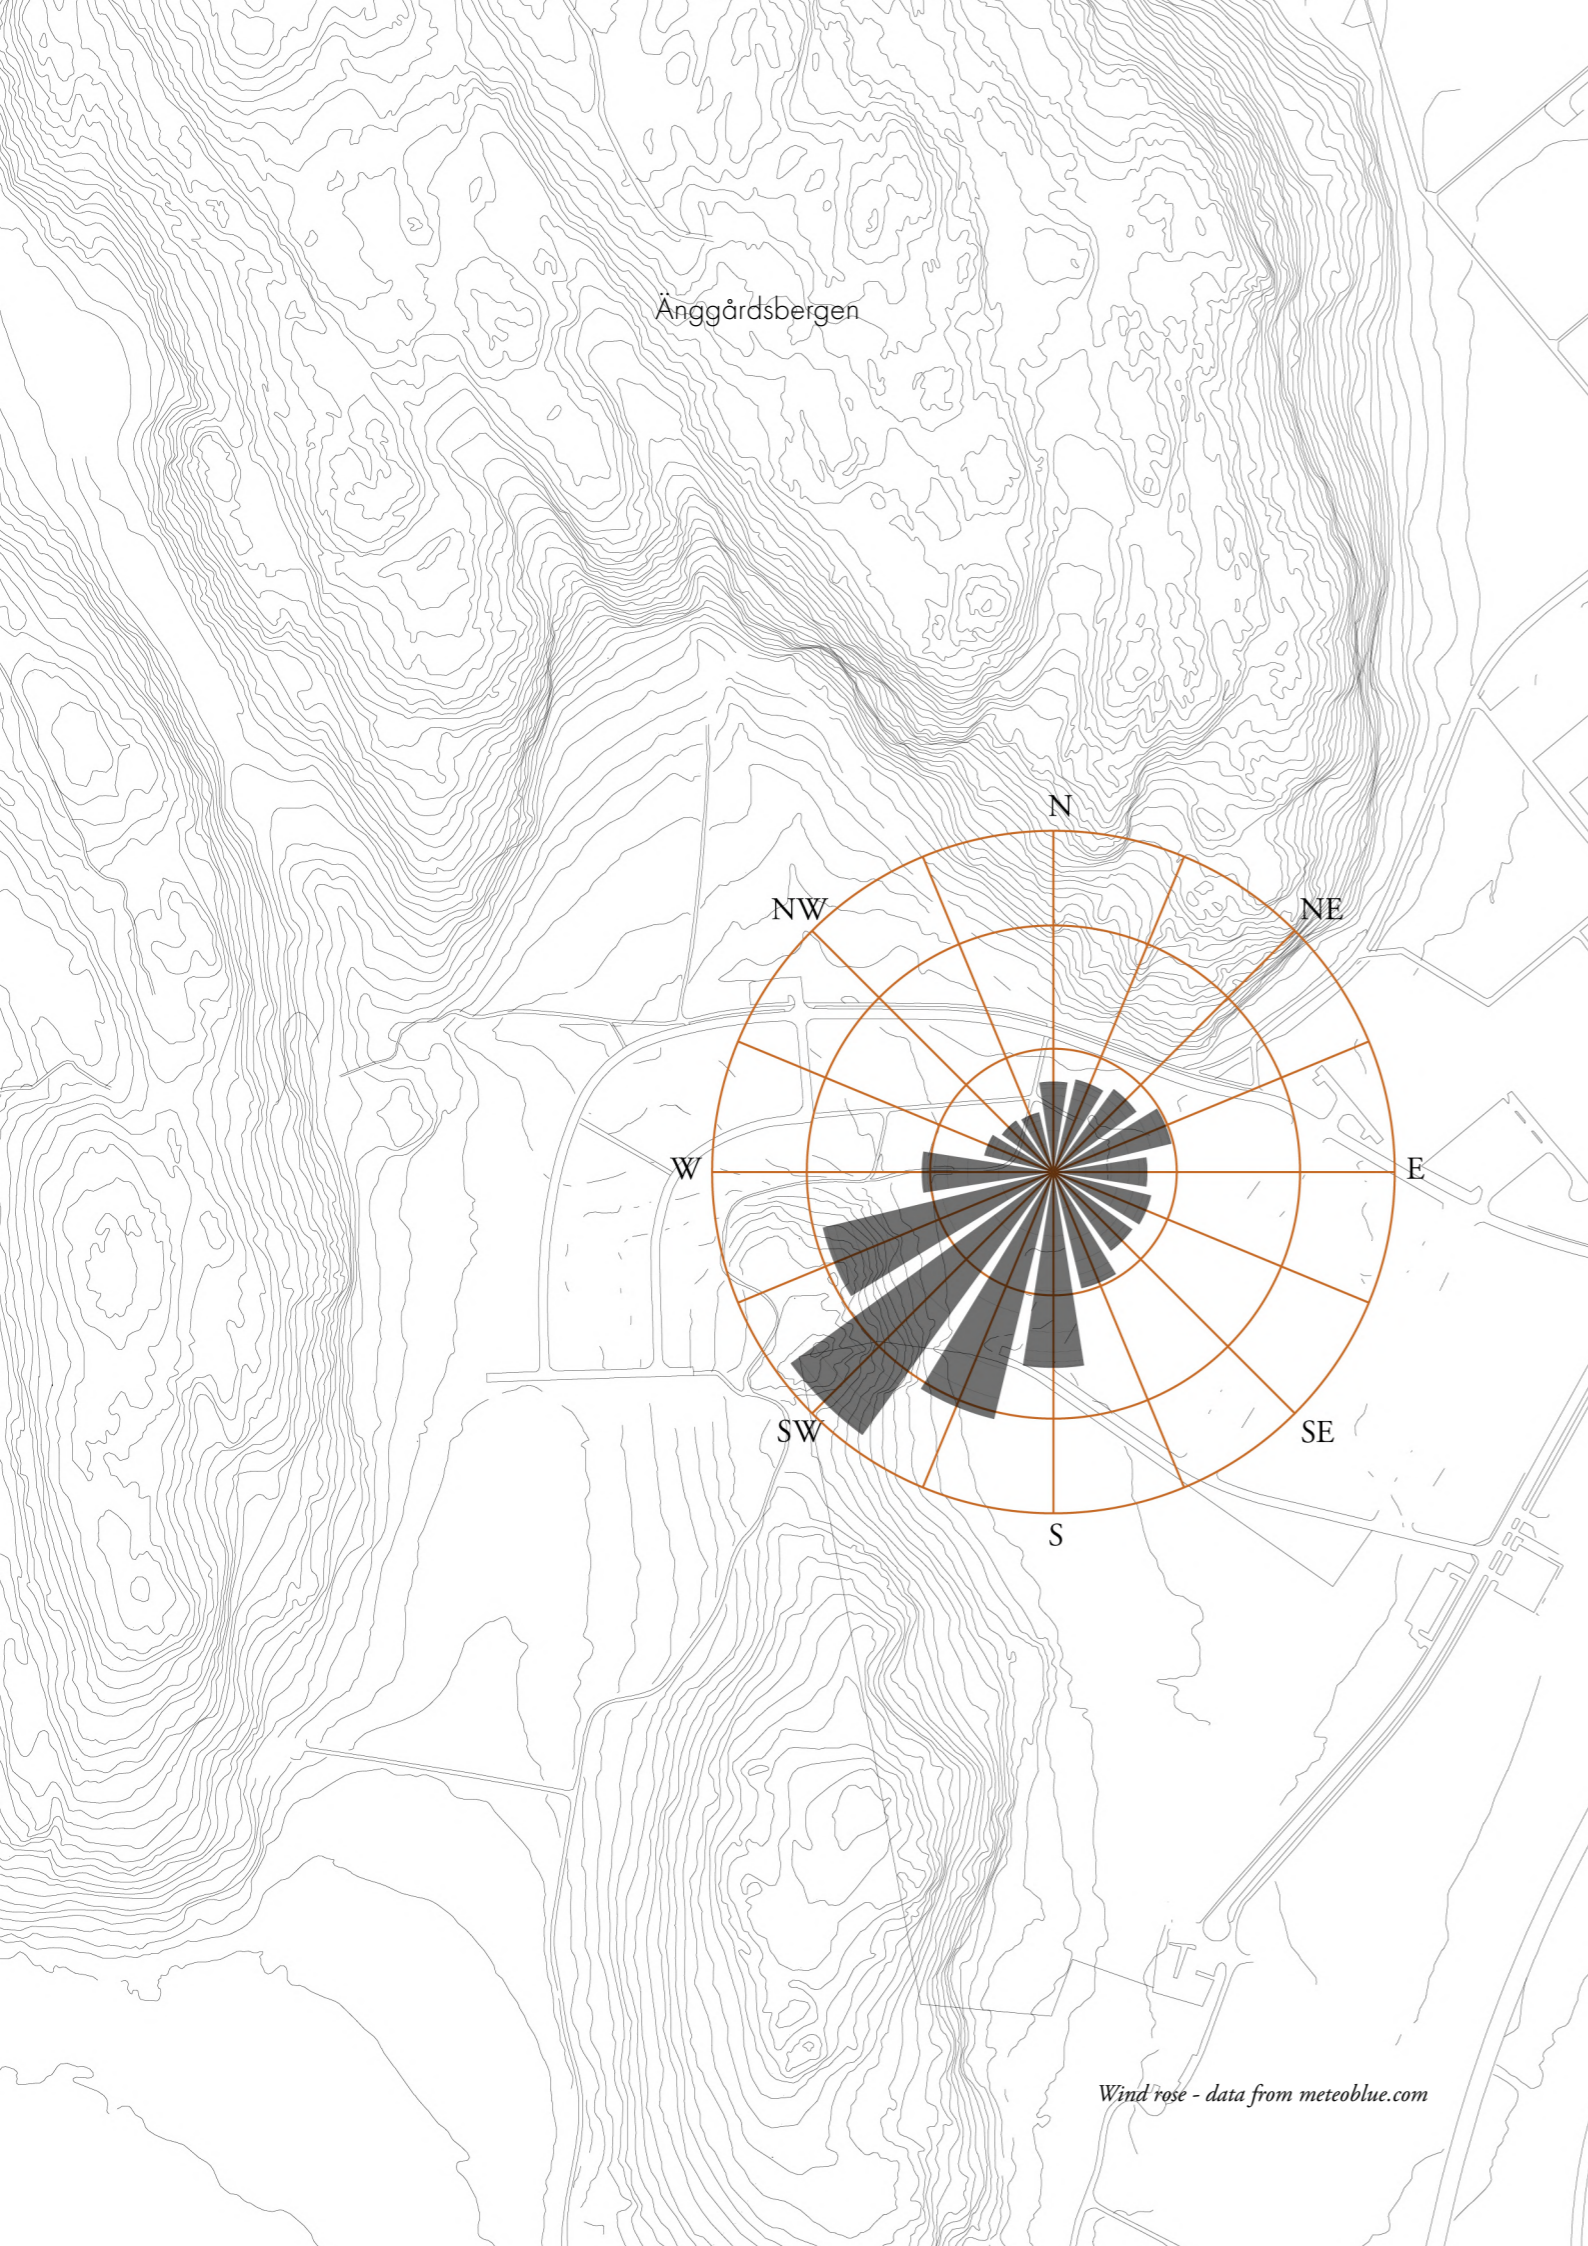 Änggårdsbergen
N
NW
NE
W
E
SW
SE
S
Wind rose - data from meteoblue.com